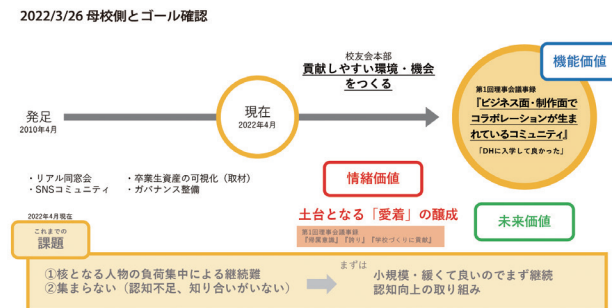 2022/3/26 母校側とゴール確認
機能価値
校友会本部
貢献しやすい環境・機会
をつくる
第1回理事会議事録
『ビジネス面・制作面で
コラボレーションが生ま
れているコミュニティ』
「DHに入学して良かった」
発足
2010年4月
現在
2022年4月
・リアル同窓会
・SNSコミュニティ
・卒業生資産の可視化（取材）
・ガバナンス整備
情緒価値
土台となる「愛着」の醸成
第1回理事会議事録
『帰属意識』『誇り』『学校づくりに貢献』
未来価値
2022年4月現在
これまでの
課題
①核となる人物の負荷集中による継続難
②集まらない（認知不足、知り合いがいない）
まずは
小規模・緩くて良いのでまず継続
認知向上の取り組み